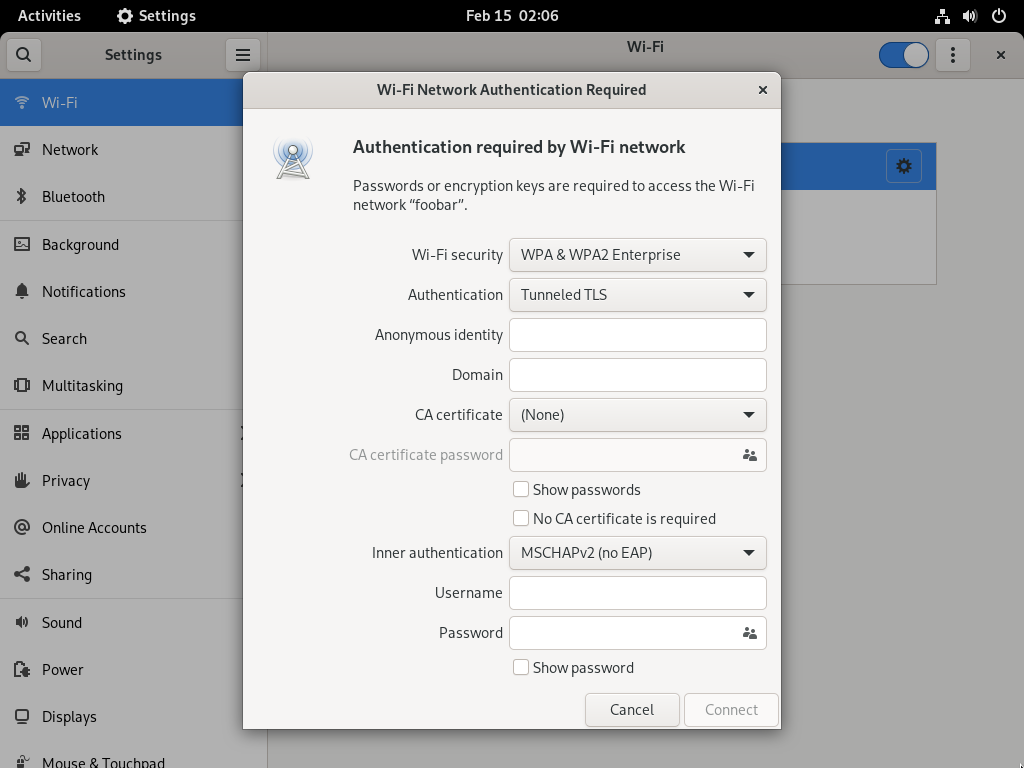 Activities
Settings
Feb 15 02:06
Settings
Wi-Fi
Wi-Fi
Network
Bluetooth
Background
Notifications
Search
Multitasking
Applications
Privacy
Online Accounts
Sharing
Sound
Power
Displays
Mouse & Touchpad
Wi-Fi Network Authentication Required
Authentication required by Wi-Fi network
Passwords or encryption keys are required to access the Wi-Fi
network “foobar”.
Wi-Fi security WPA & WPA2 Enterprise
Authentication Tunneled TLS
Anonymous identity
Domain
CA certificate (None)
CA certificate password
Show passwords
No CA certificate is required
Inner authentication MSCHAPv2 (no EAP)
Username
Password
Show password
Cancel Connect